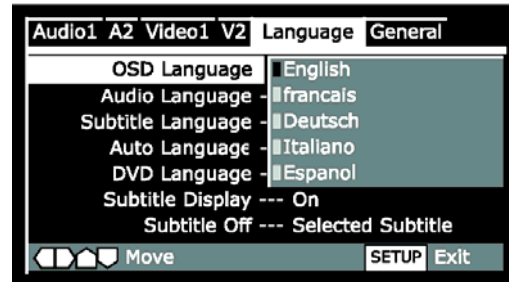 Audio1 A2 Video1 V2 Language General
OSD Language English
Audio Language - francais
Subtitle Language - Deutsch
Auto Language - Italiano
DVD Language - Espanol
Subtitle Display --- On
Subtitle Off --- Selected Subtitle
Move SETUP Exit